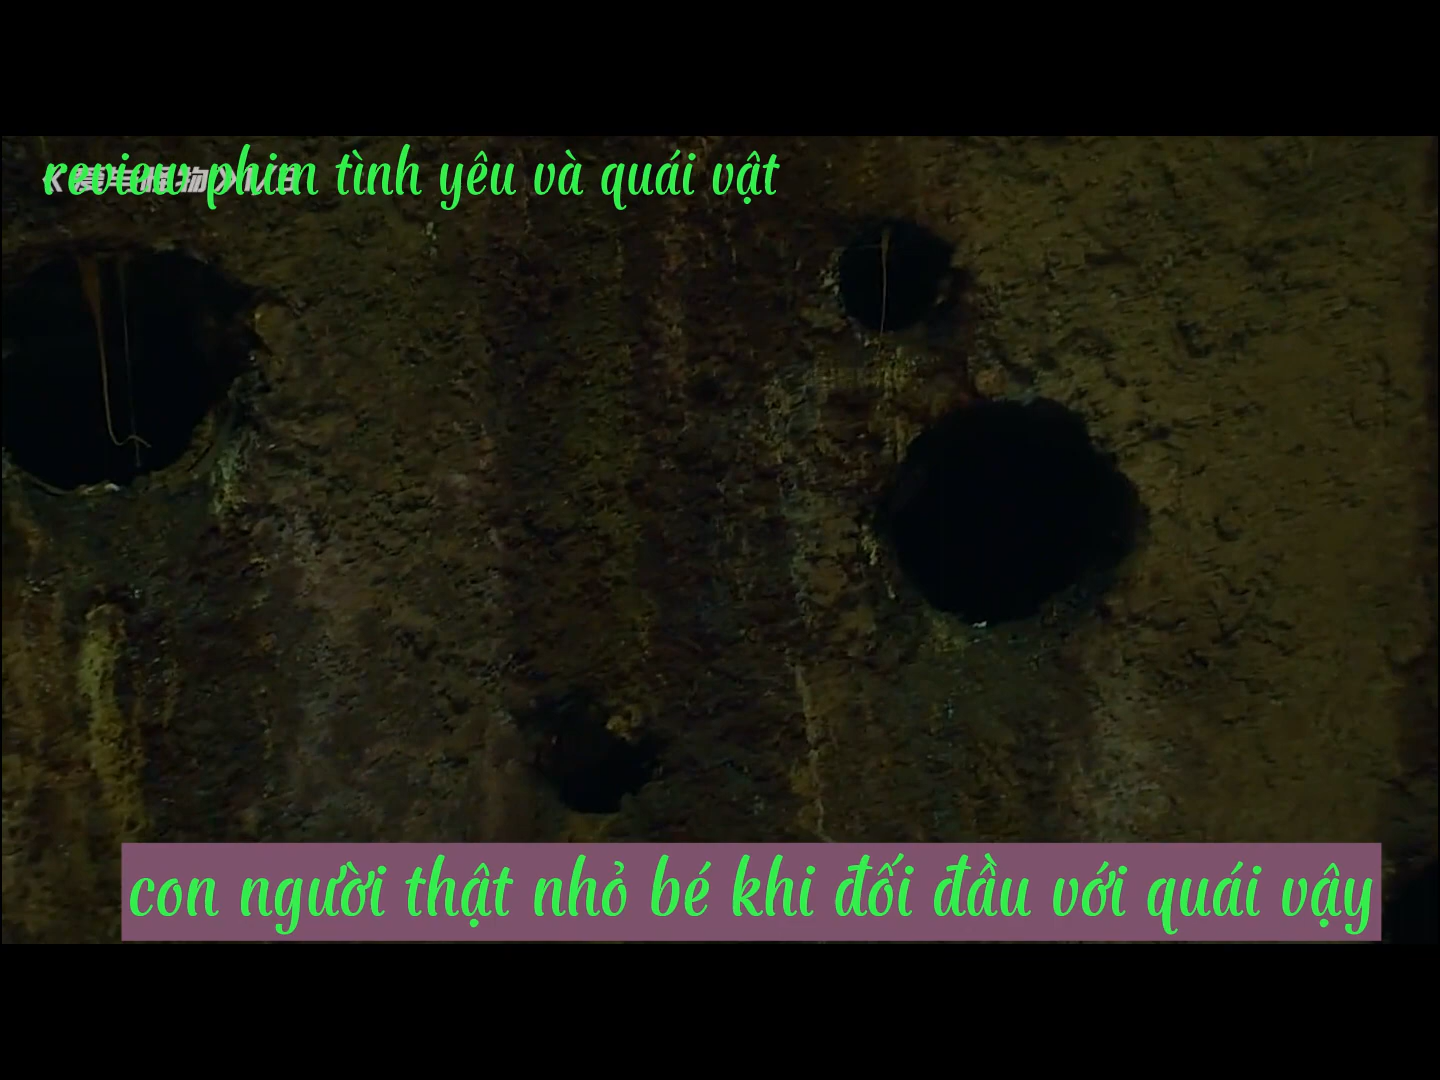 review phim tình yêu và quái vật
con người thật nhỏ bé khi đối đầu với quái vậy